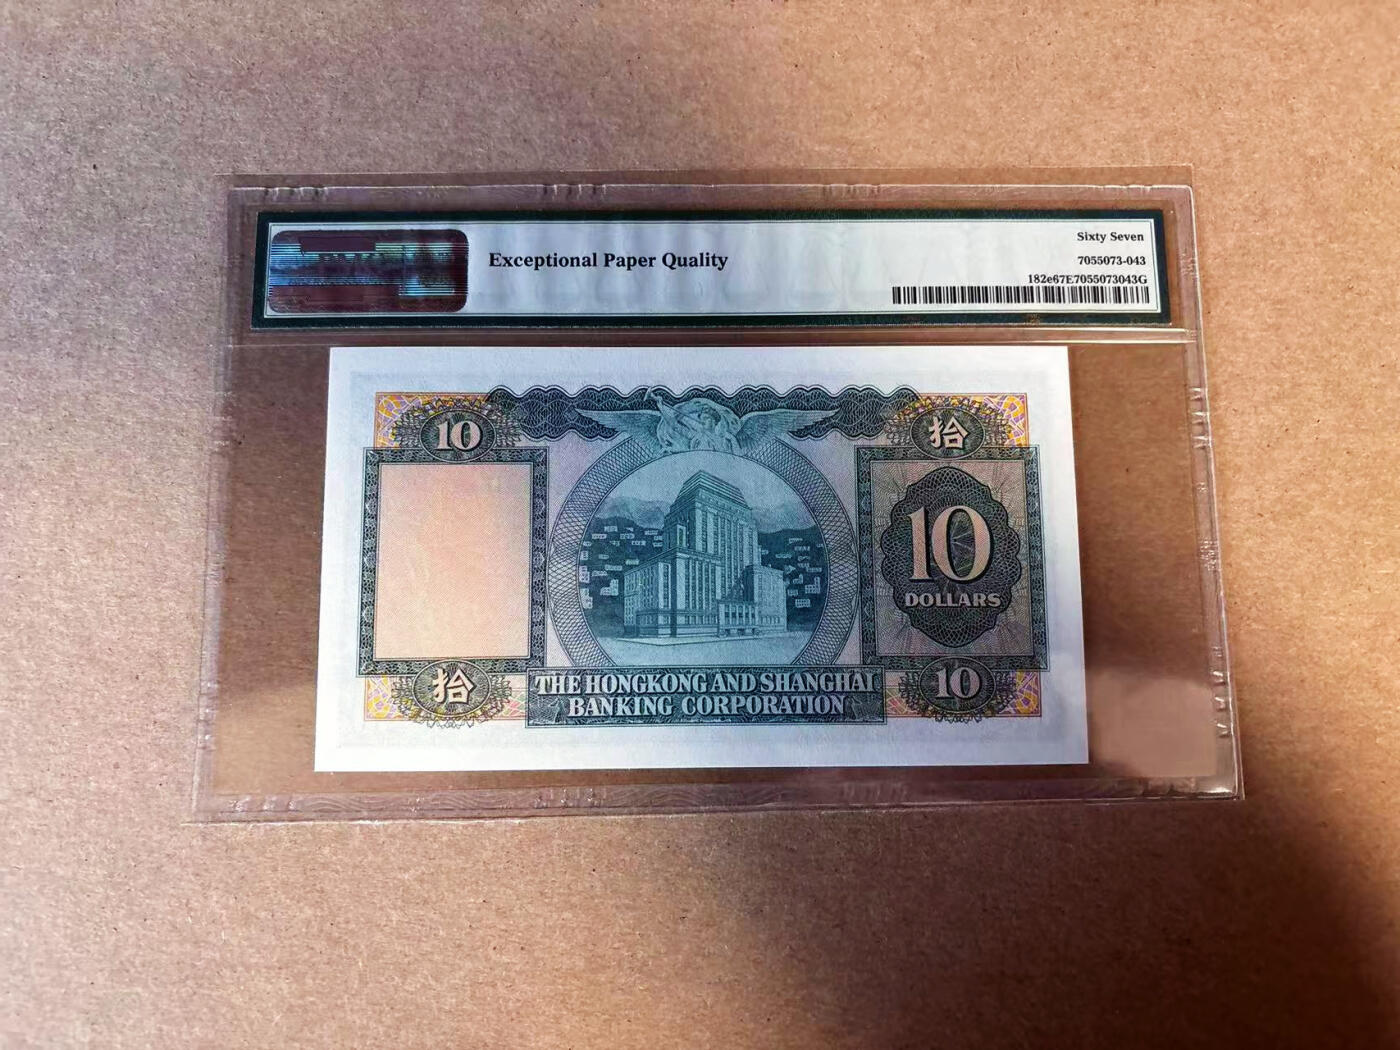 Exceptional Paper Quality
Sixty Seven
7055073-043
182e67E7055073043G
10
拾
10
DOLLARS
拾
THE HONGKONG AND SHANGHAI
BANKING CORPORATION
10